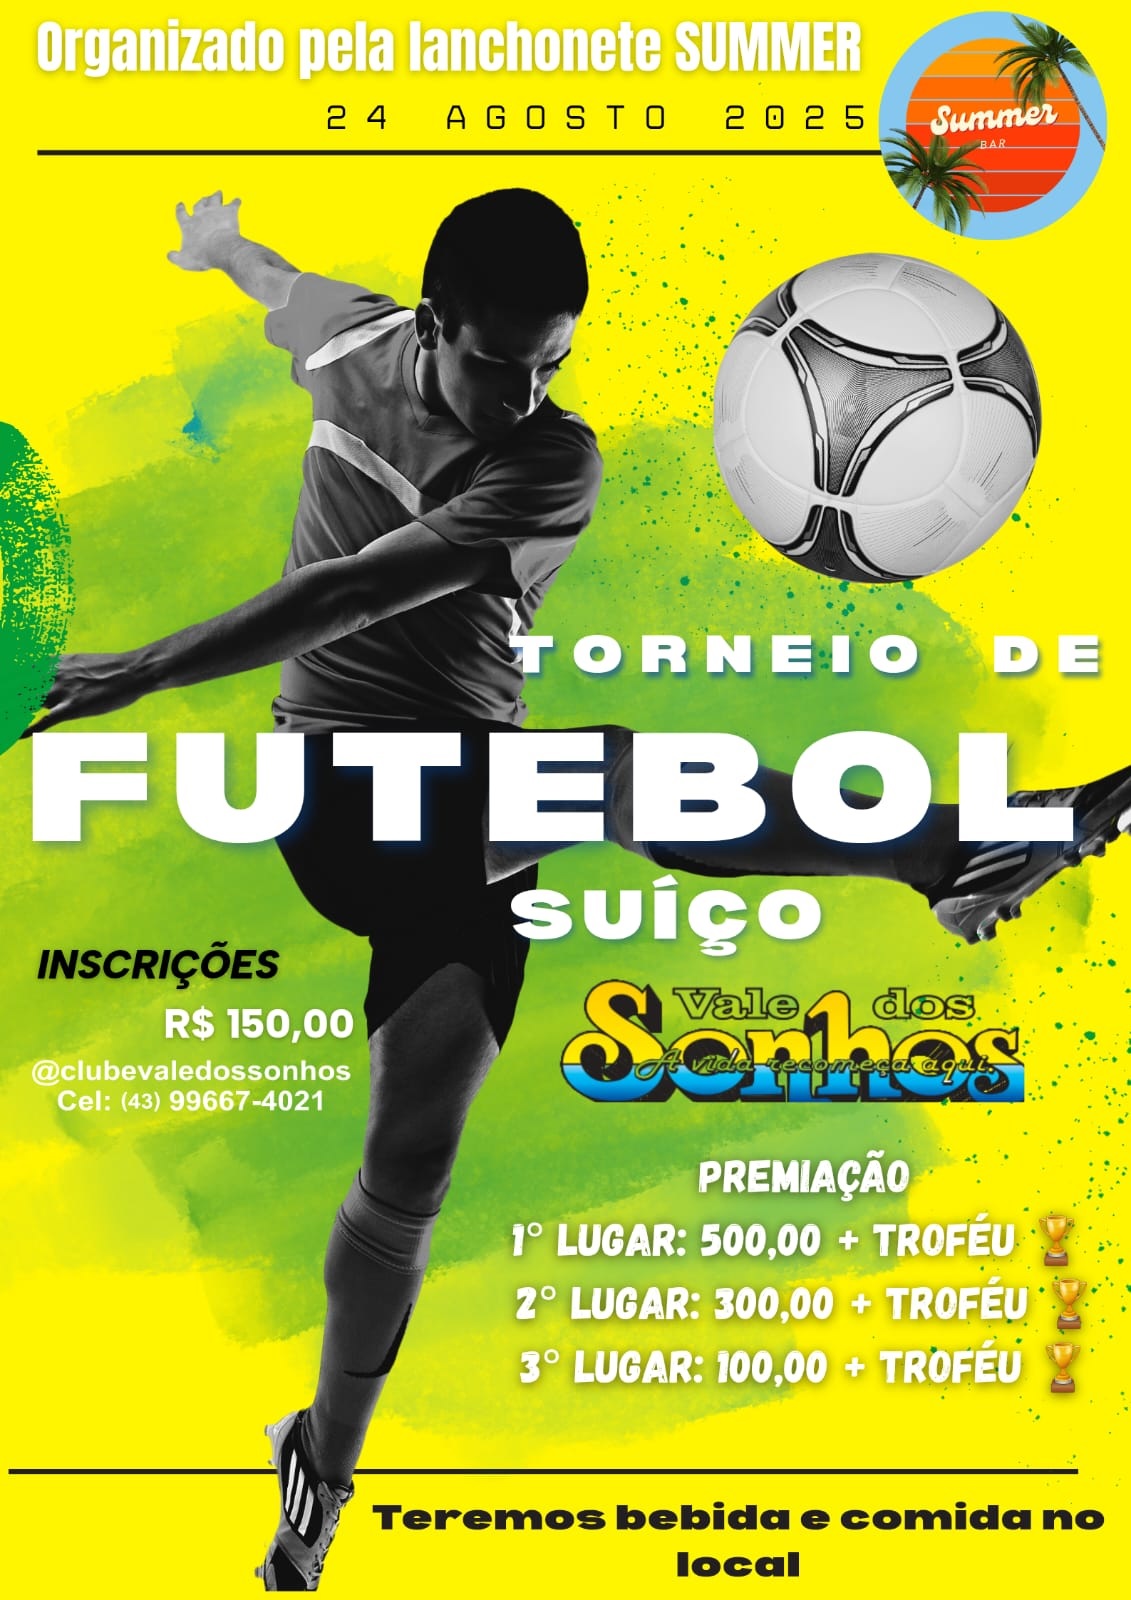 Organizado pela lanchonete SUMMER
24 AGOSTO 2025
Summer
BAR
TORNEIO DE
FUTEBOL
SUÍÇO
INSCRIÇÕES
R$ 150,00
@clubevaledossonhos
Cel: (43) 99667-4021
Vale dos
Sonhos
A vida recomeça aqui.
PREMIAÇÃO
1° LUGAR: 500,00 + TROFÉU
2° LUGAR: 300,00 + TROFÉU
3° LUGAR: 100,00 + TROFÉU
Teremos bebida e comida no
local